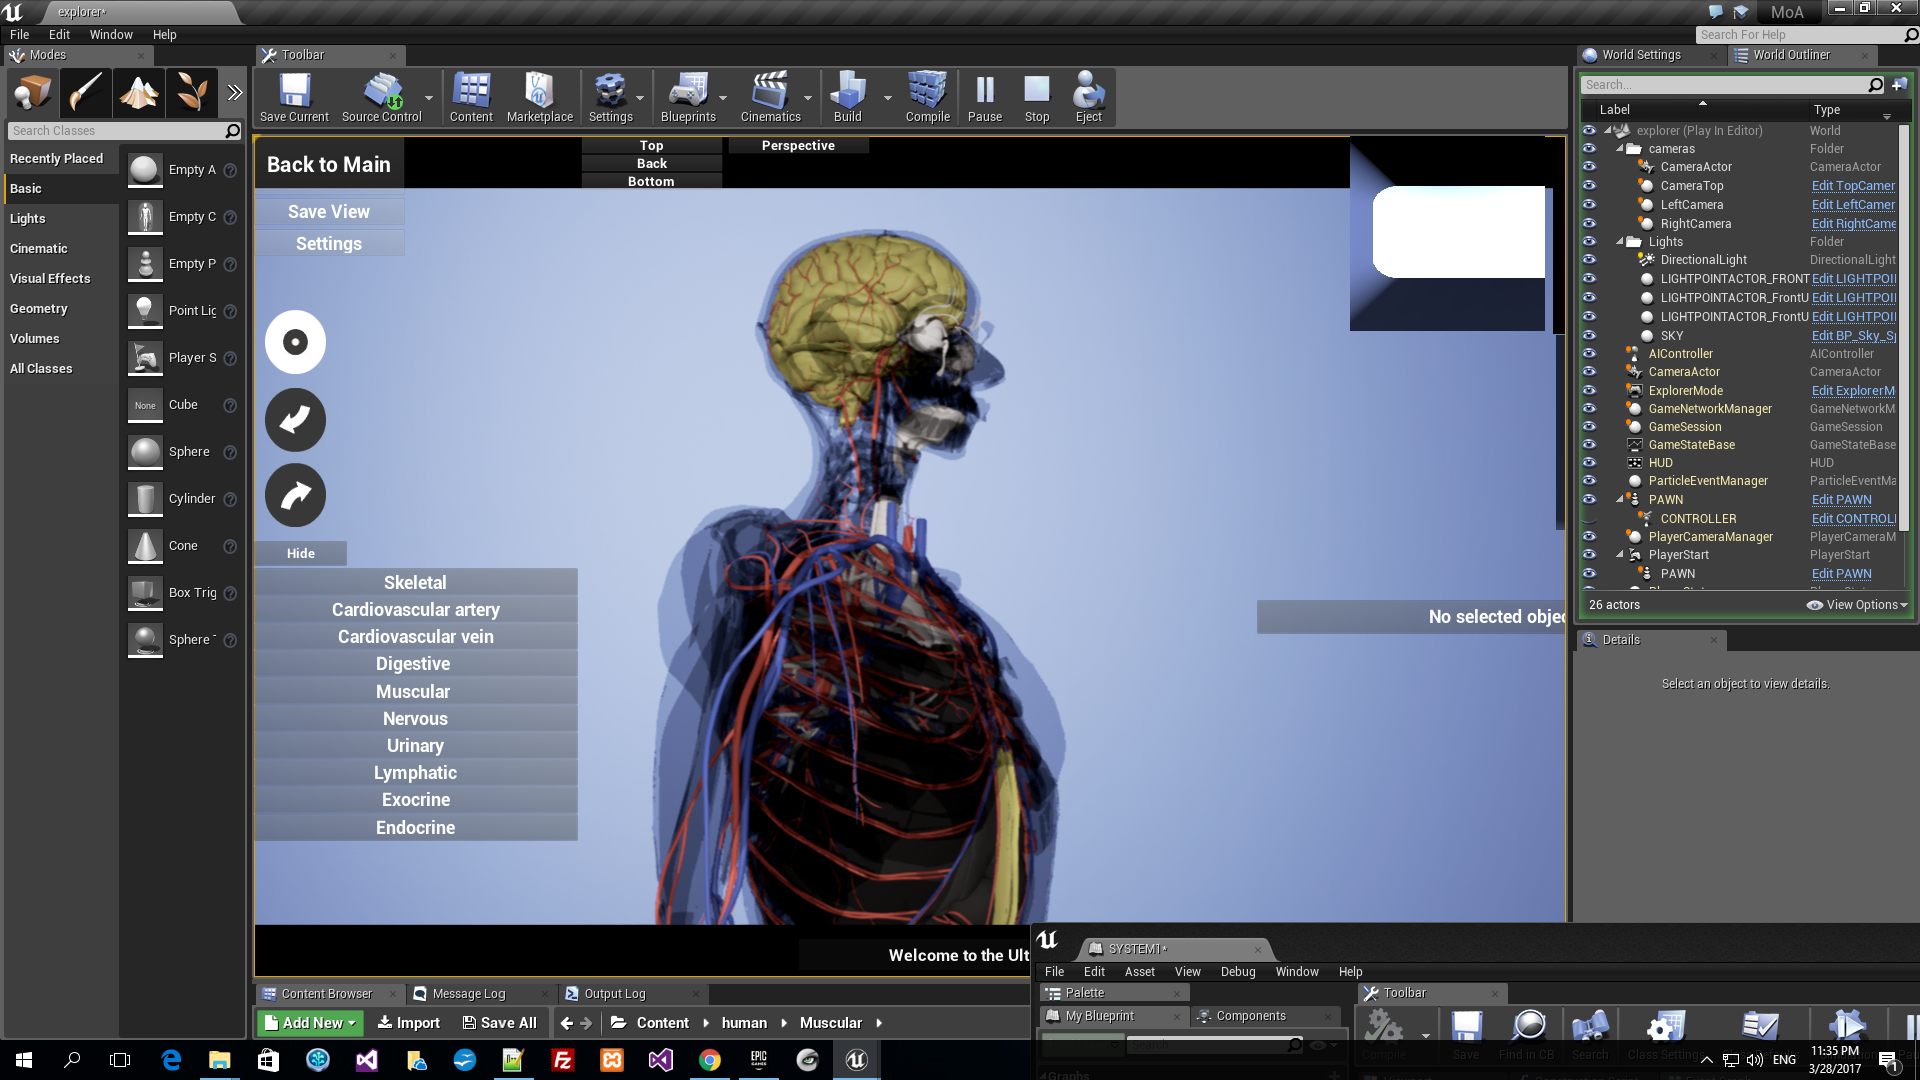 explorer*
MoA
File Edit Window Help
Search For Help
Modes
Toolbar
World Settings
World Outliner
Save Current
Source Control
Content
Marketplace
Settings
Blueprints
Cinematics
Build
Compile
Pause
Stop
Eject
Search Classes
Recently Placed
Basic
Lights
Cinematic
Visual Effects
Geometry
Volumes
All Classes
Empty A
Empty C
Empty P
Point Lig
Player S
None
Cube
Sphere
Cylinder
Cone
Box Trig
Sphere
Back to Main
Save View
Settings
Top
Back
Bottom
Perspective
Hide
Skeletal
Cardiovascular artery
Cardiovascular vein
Digestive
Muscular
Nervous
Urinary
Lymphatic
Exocrine
Endocrine
No selected objec
Welcome to the Ult
Search...
Label Type
explorer (Play In Editor) World
cameras Folder
CameraActor CameraActor
CameraTop Edit TopCamer
LeftCamera Edit LeftCamer
RightCamera Edit RightCame
Lights Folder
DirectionalLight DirectionalLight
LIGHTPOINTACTOR_FRONT Edit LIGHTPOI
LIGHTPOINTACTOR_FrontU Edit LIGHTPOI
LIGHTPOINTACTOR_FrontU Edit LIGHTPOI
SKY Edit BP_Sky_S
AIController AIController
CameraActor CameraActor
ExplorerMode Edit ExplorerM
GameNetworkManager GameNetworkM
GameSession GameSession
GameStateBase GameStateBase
HUD HUD
ParticleEventManager ParticleEventMa
PAWN Edit PAWN
CONTROLLER Edit CONTROL
PlayerCameraManager PlayerCameraM
PlayerStart PlayerStart
PAWN Edit PAWN
26 actors
View Options
Details
Select an object to view details.
Content Browser
Message Log
Output Log
Add New
Import
Save All
Content
human
Muscular
SYSTEM1*
File Edit Asset View Debug Window Help
Palette
Toolbar
My Blueprint
Components
Compile
Save
Find in CB
Search
Class Settings
Graphs
EPIC GAMES
ENG
11:35 PM
3/28/2017
1